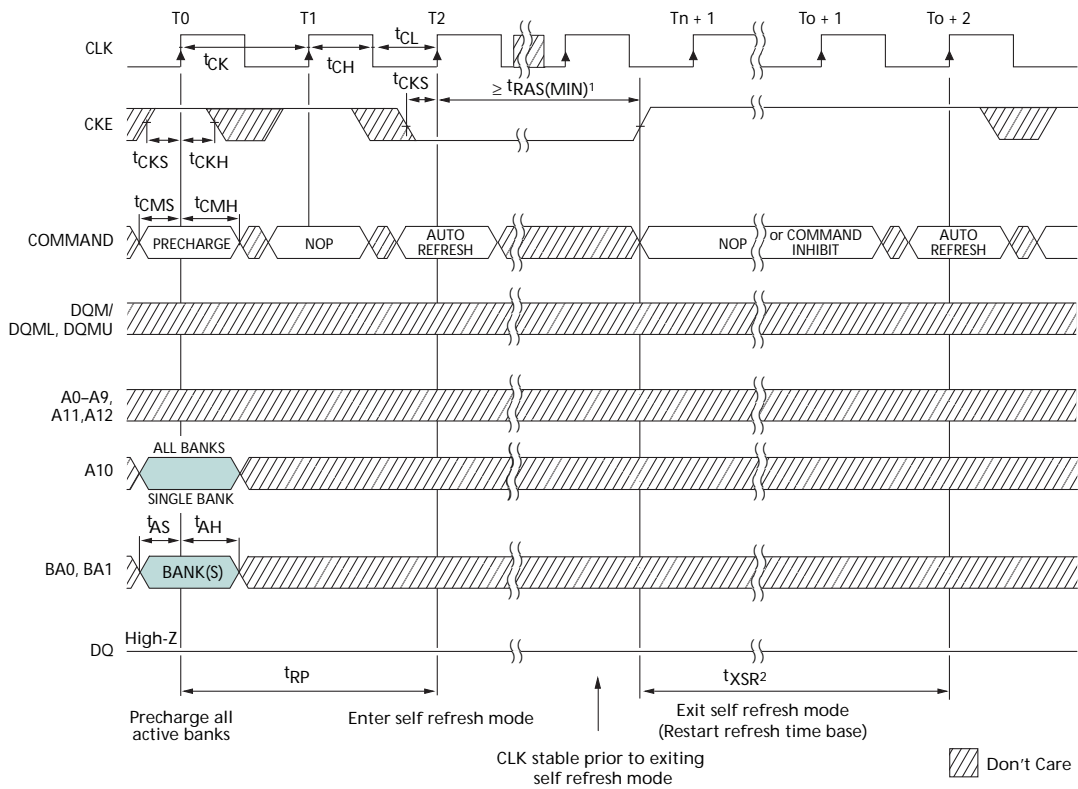 T0 T1 T2 Tn + 1 To + 1 To + 2
CLK
tCK tCH tCL
tCKS ≥ tRAS(MIN)1
CKE
tCKS tCKH
tCMS tCMH
COMMAND PRECHARGE NOP AUTO REFRESH NOP or COMMAND INHIBIT AUTO REFRESH
DQM/
DQML, DQMU
A0–A9,
A11,A12
ALL BANKS
A10
SINGLE BANK
tAS tAH
BA0, BA1 BANK(S)
High-Z
DQ
tRP tXSR2
Precharge all
active banks
Enter self refresh mode
Exit self refresh mode
(Restart refresh time base)
CLK stable prior to exiting
self refresh mode
Don't Care